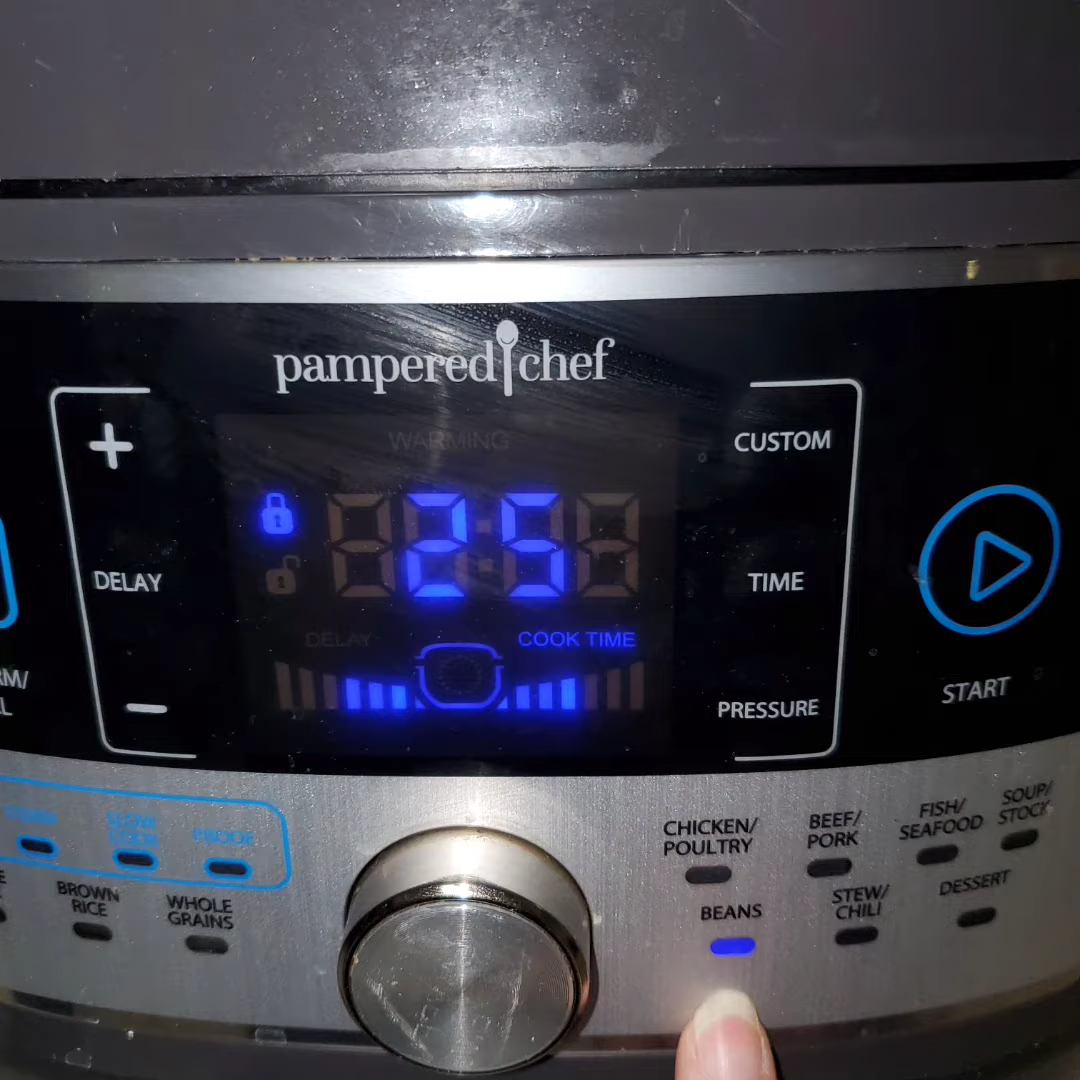 pampered chef
WARMING
+
CUSTOM
25
DELAY
TIME
DELAY
COOK TIME
−
PRESSURE
START
SLOW
COOK
PROOF
BROWN
RICE
WHOLE
GRAINS
CHICKEN/
POULTRY
BEEF/
PORK
FISH/
SEAFOOD
SOUP/
STOCK
BEANS
STEW/
CHILI
DESSERT